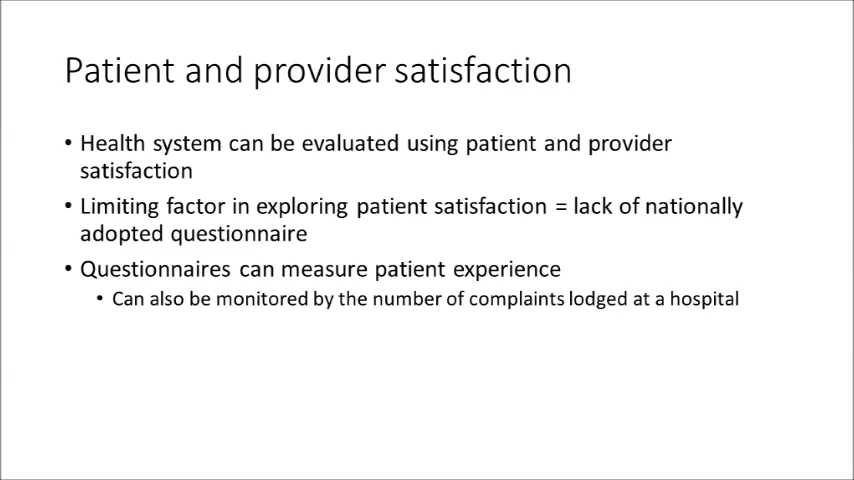 Patient and provider satisfaction
• Health system can be evaluated using patient and provider
satisfaction
• Limiting factor in exploring patient satisfaction = lack of nationally
adopted questionnaire
• Questionnaires can measure patient experience
• Can also be monitored by the number of complaints lodged at a hospital